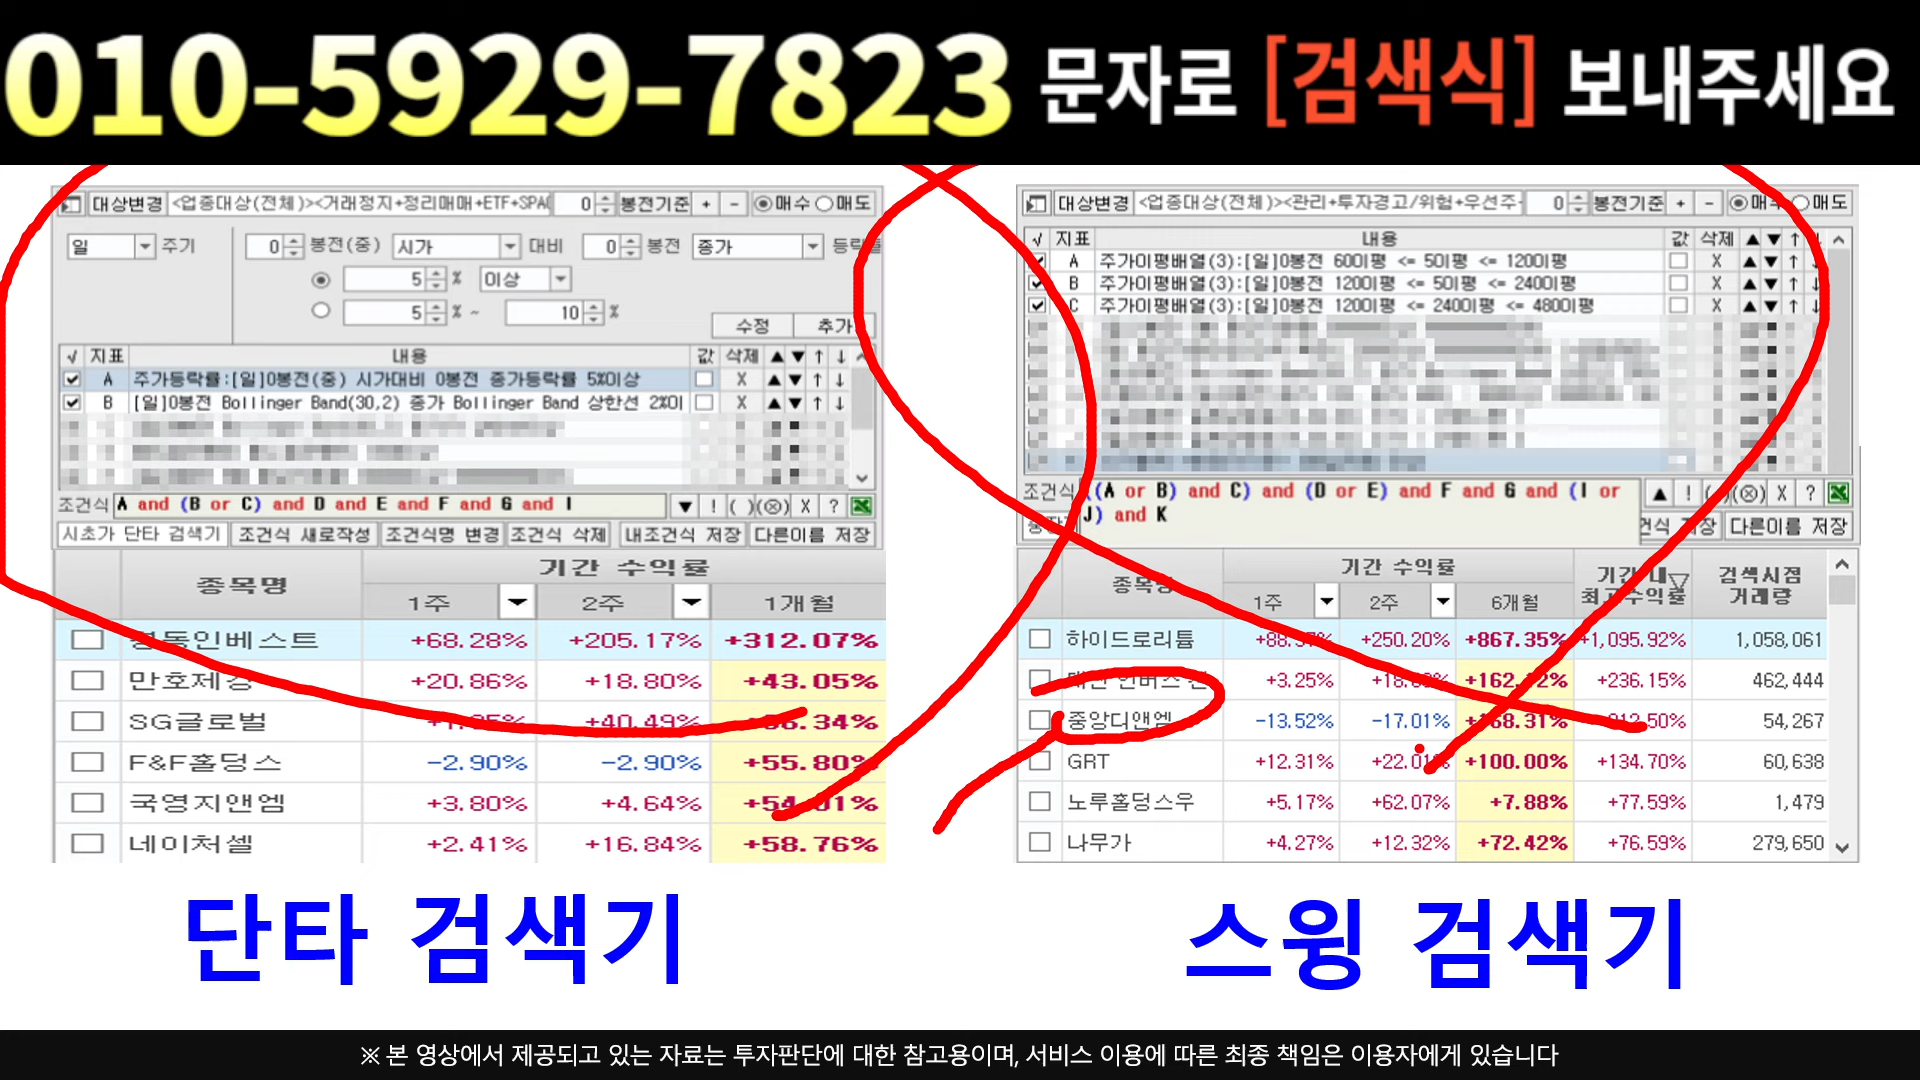 010-5929-7823 문자로 [검색식] 보내주세요
대상변경 <업종대상(전체)><거래정지+정리매매+ETF+SPA 0 봉전기준 + - 매수 매도
일 주기 0 봉전(중) 시가 대비 0 봉전 종가
5 % 이상
5 % ~ 10 %
수정 추가
√ 지표 내용 값 삭제 ▲ ▼ ↑ ↓
A 주가등락률:[일]0봉전(중) 시가대비 0봉전 종가등락률 5%이상 X ▲ ▼ ↑ ↓
B [일]0봉전 Bollinger Band(30,2) 종가 Bollinger Band 상한선 2%이 X ▲ ▼ ↑ ↓
조건식 A and (B or C) and D and E and F and G and I ▼ ! ( )(⊗) X ?
시초가 단타 검색기 조건식 새로작성 조건식명 변경 조건식 삭제 내조건식 저장 다른이름 저장
종목명 기간 수익률
1주 2주 1개월
+68.28% +205.17% +312.07%
만호제강 +20.86% +18.80% +43.05%
SG글로벌 +40.49%
F&F홀딩스 -2.90% -2.90% +55.80%
국영지앤엠 +3.80% +4.64%
네이처셀 +2.41% +16.84% +58.76%
단타 검색기
대상변경 <업종대상(전체)><관리+투자경고/위험+우선주+ 0 봉전기준 + - 매수 매도
√ 지표 내용 값 삭제 ▲ ▼ ↑
A 주가이평배열(3):[일]0봉전 60이평 <= 5이평 <= 120이평 X ▲ ▼ ↑
B 주가이평배열(3):[일]0봉전 120이평 <= 5이평 <= 240이평 X ▲ ▼ ↑
C 주가이평배열(3):[일]0봉전 120이평 <= 240이평 <= 480이평 X ▲ ▼ ↑ ↓
조건식 ((A or B) and C) and (D or E) and F and G and (I or ▲ ! (⊗) X ?
J) and K
저장 다른이름 저장
종목명 기간 수익률 기간 내 최고수익률 검색시점 거래량
1주 2주 6개월
하이드로리튬 +250.20% +867.35% +1,095.92% 1,058,061
+3.25% +236.15% 462,444
중앙디앤엠 -13.52% -17.01% 54,267
GRT +12.31% +100.00% +134.70% 60,638
노루홀딩스우 +5.17% +62.07% +7.88% +77.59% 1,479
나무가 +4.27% +12.32% +72.42% +76.59% 279,650
스윙 검색기
※ 본 영상에서 제공되고 있는 자료는 투자판단에 대한 참고용이며, 서비스 이용에 따른 최종 책임은 이용자에게 있습니다